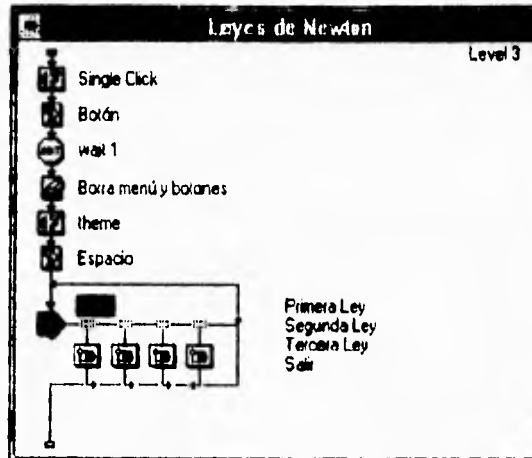 Leyes de Newton
Level 3
Single Click
Botón
wait 1
Borra menú y botones
theme
Espacio
Primera Ley
Segunda Ley
Tercera Ley
Salir